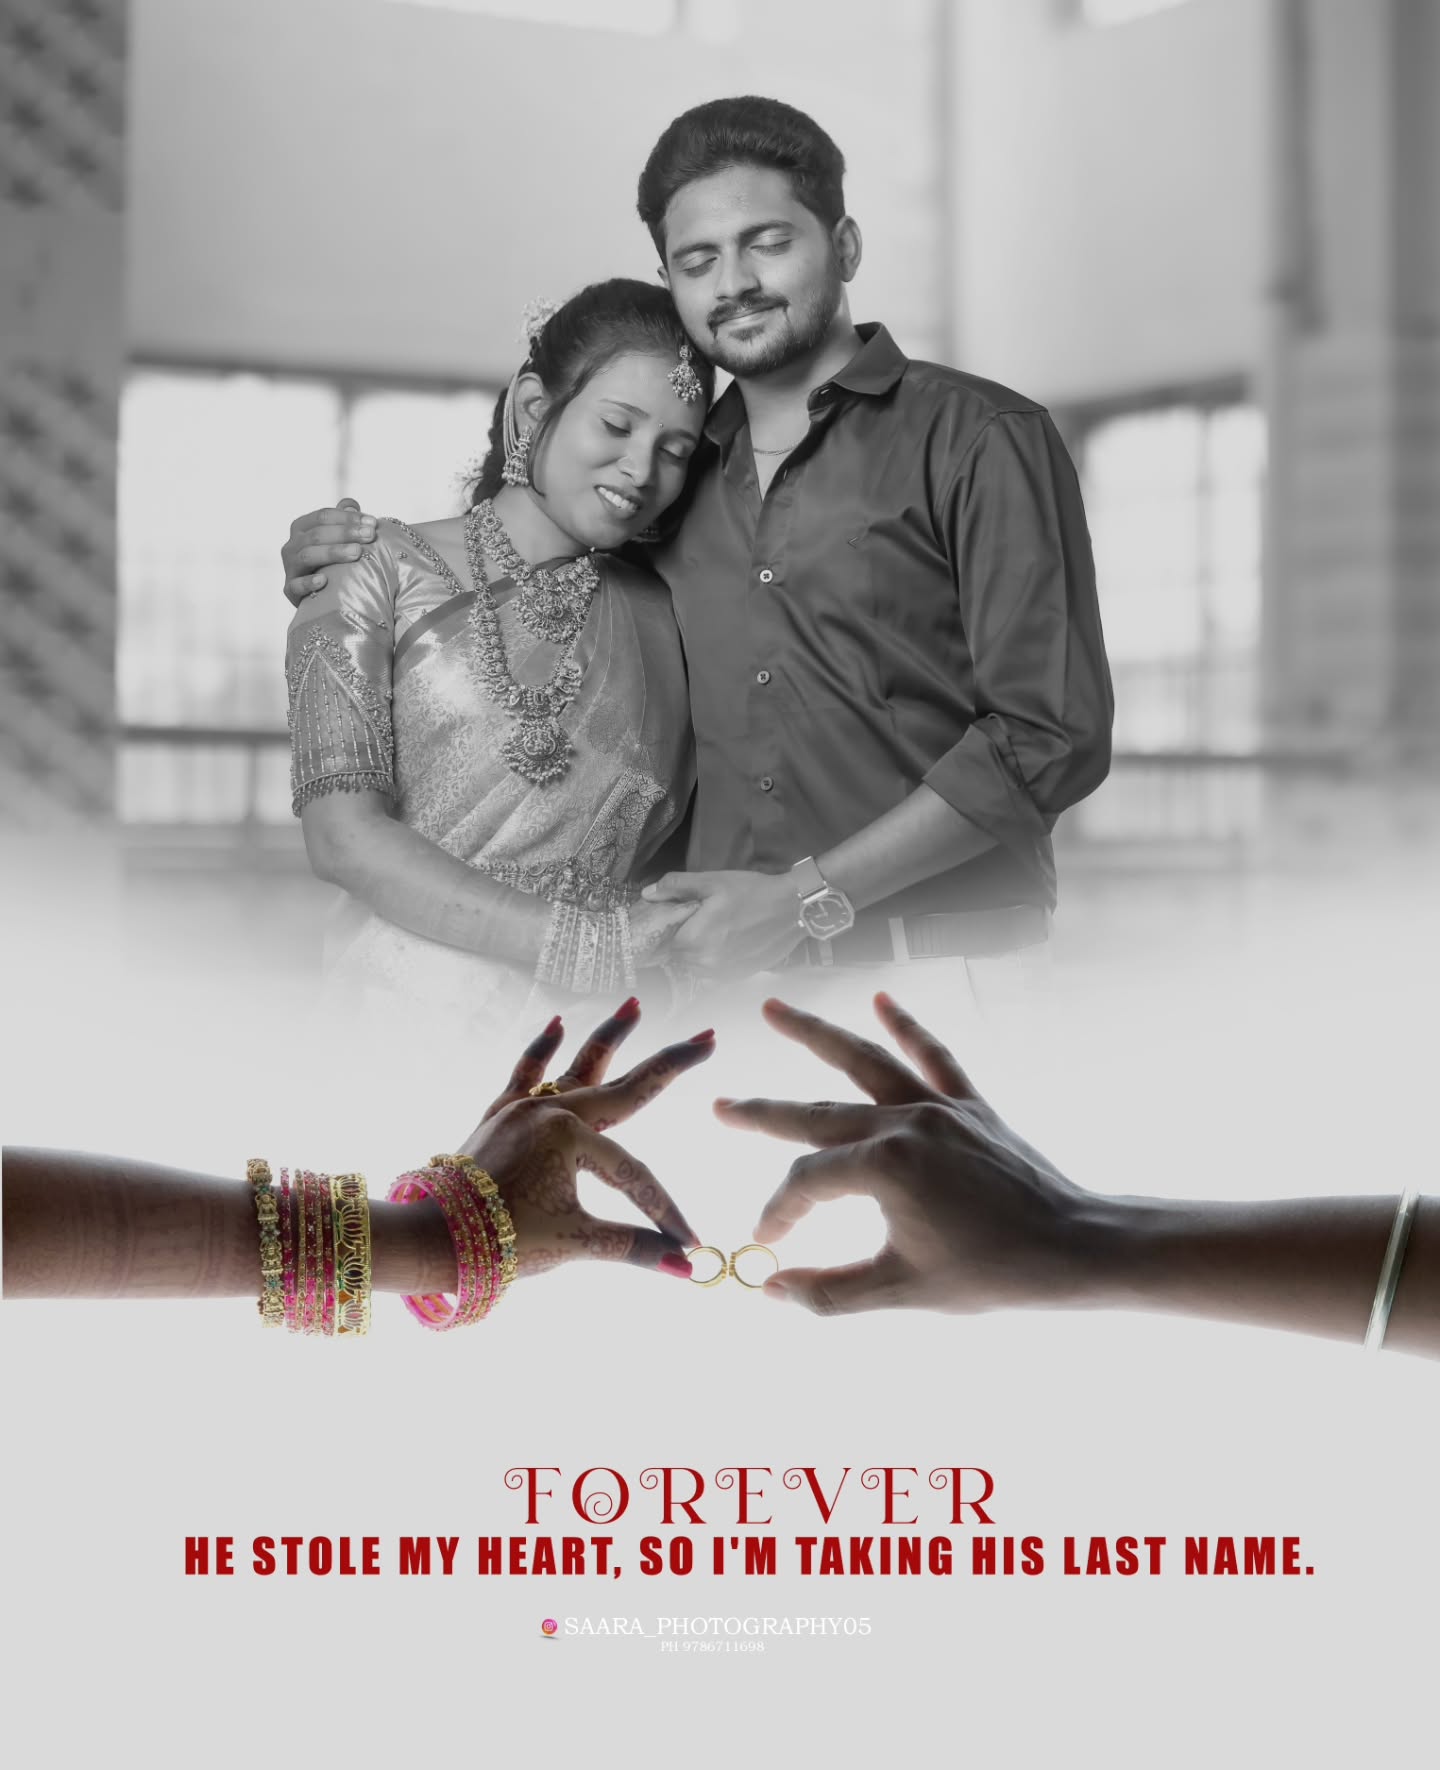 FOREVER
HE STOLE MY HEART, SO I'M TAKING HIS LAST NAME.
SAARA_PHOTOGRAPHY05
PH 9786711698